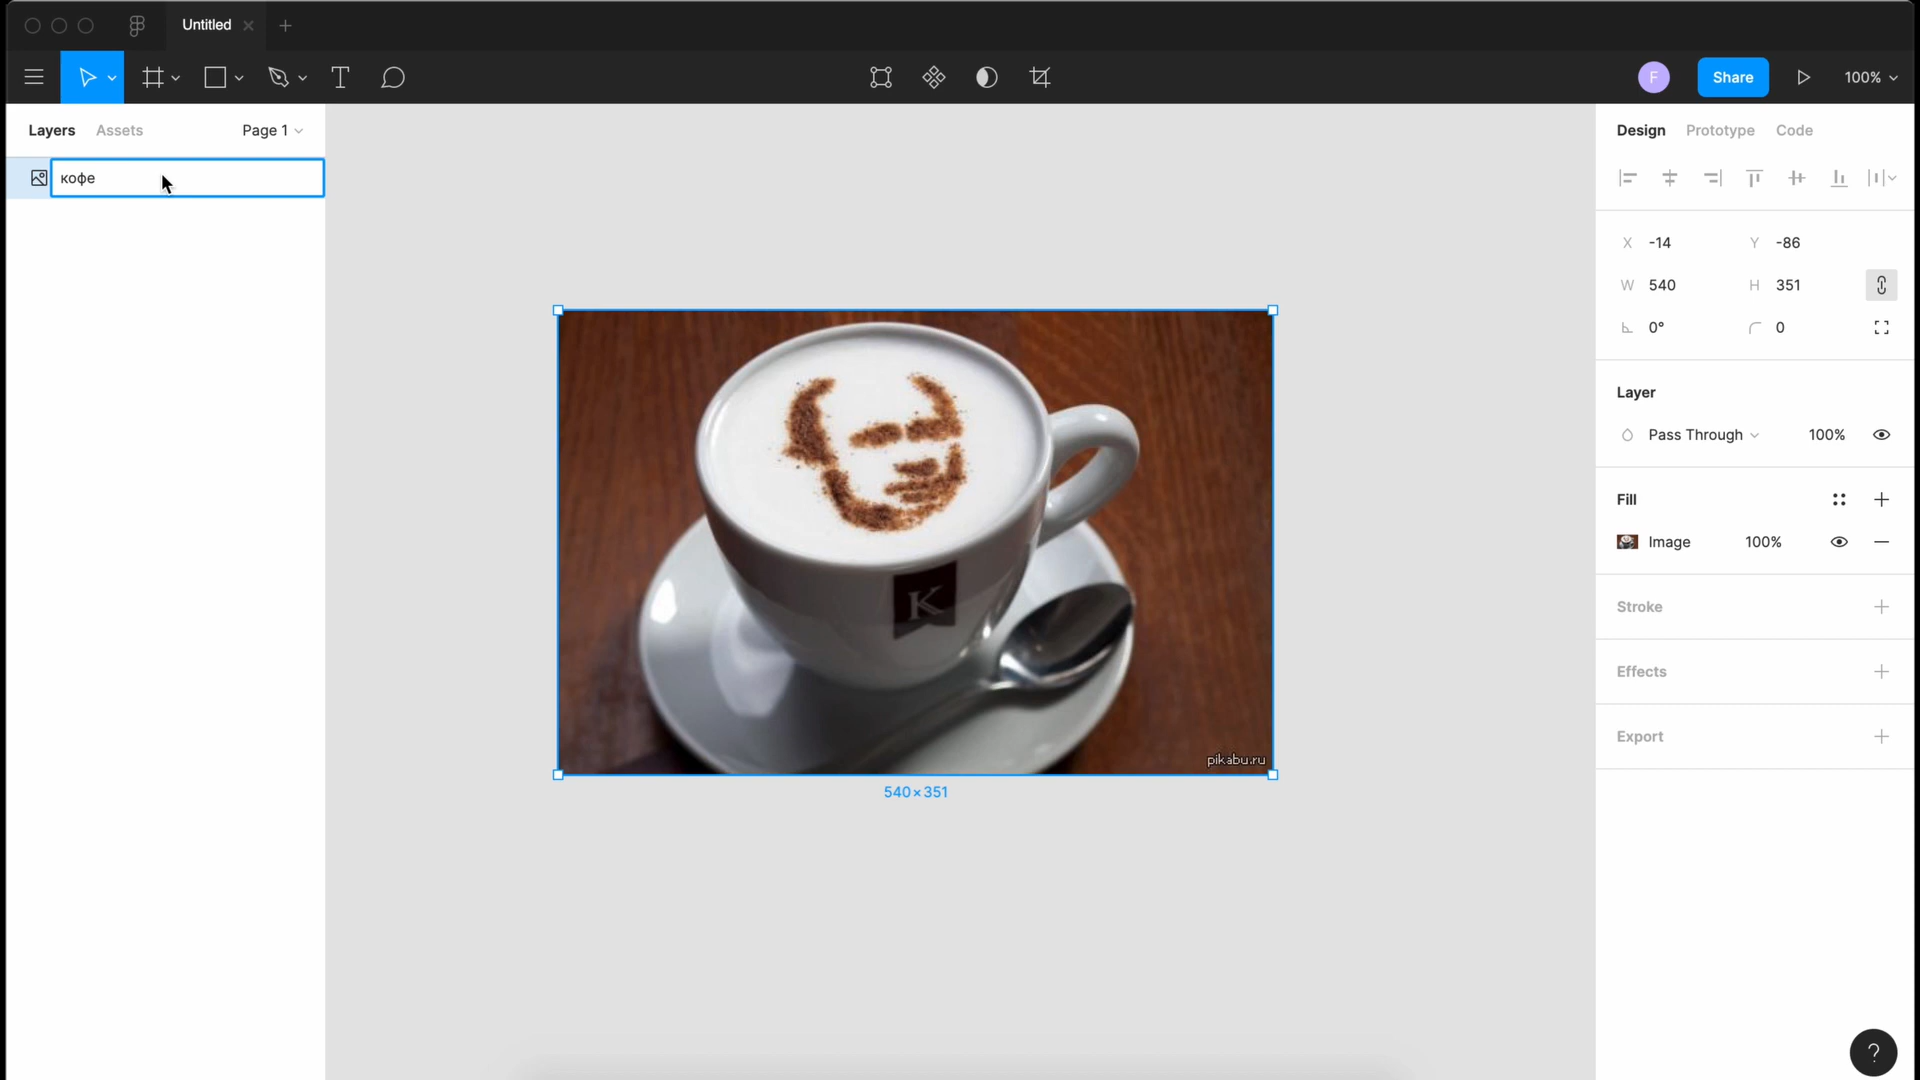 Untitled
F
Share
100%
Layers
Assets
Page 1
кофе
K
pikabu.ru
540×351
Design
Prototype
Code
X -14
Y -86
W 540
H 351
0°
0
Layer
Pass Through
100%
Fill
Image
100%
Stroke
Effects
Export
?